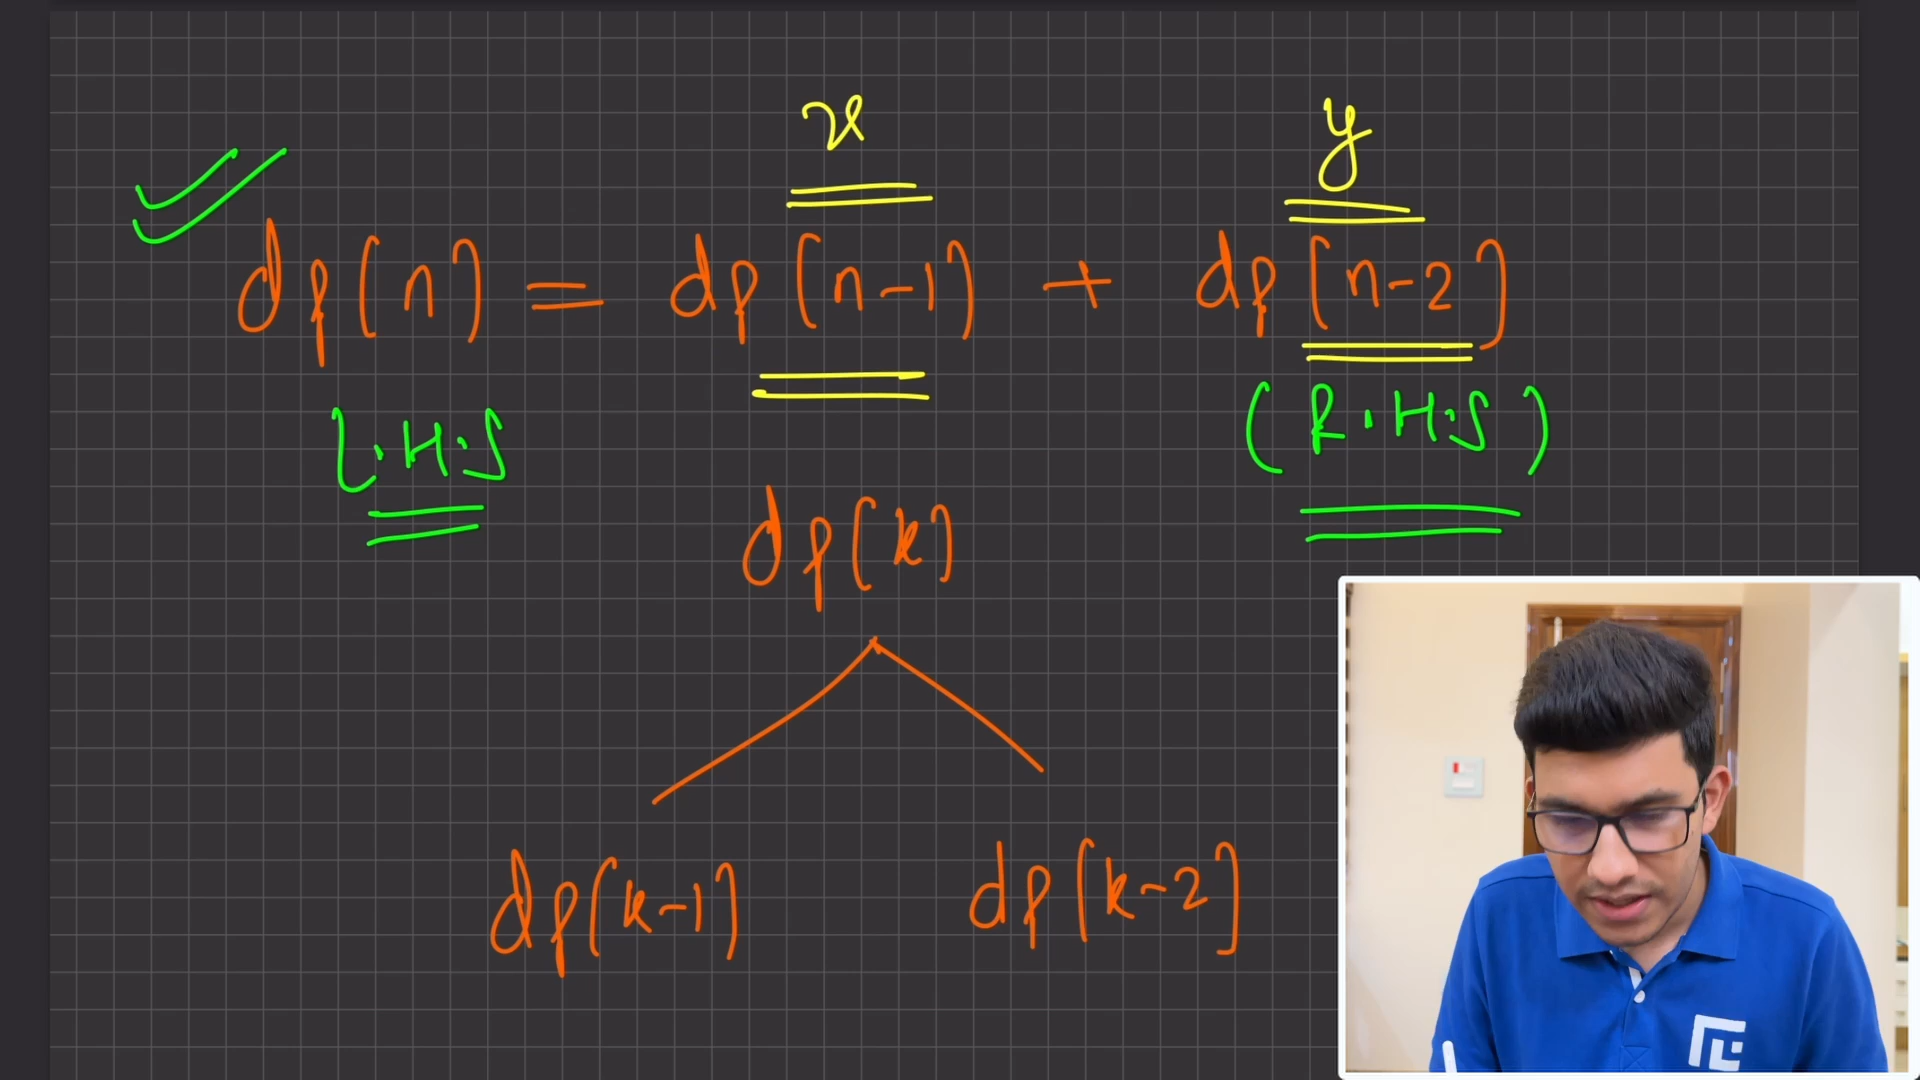 x y
dp[n] = dp[n-1] + dp[n-2]
L.H.S (R.H.S)
dp[k]
dp[k-1] dp[k-2]